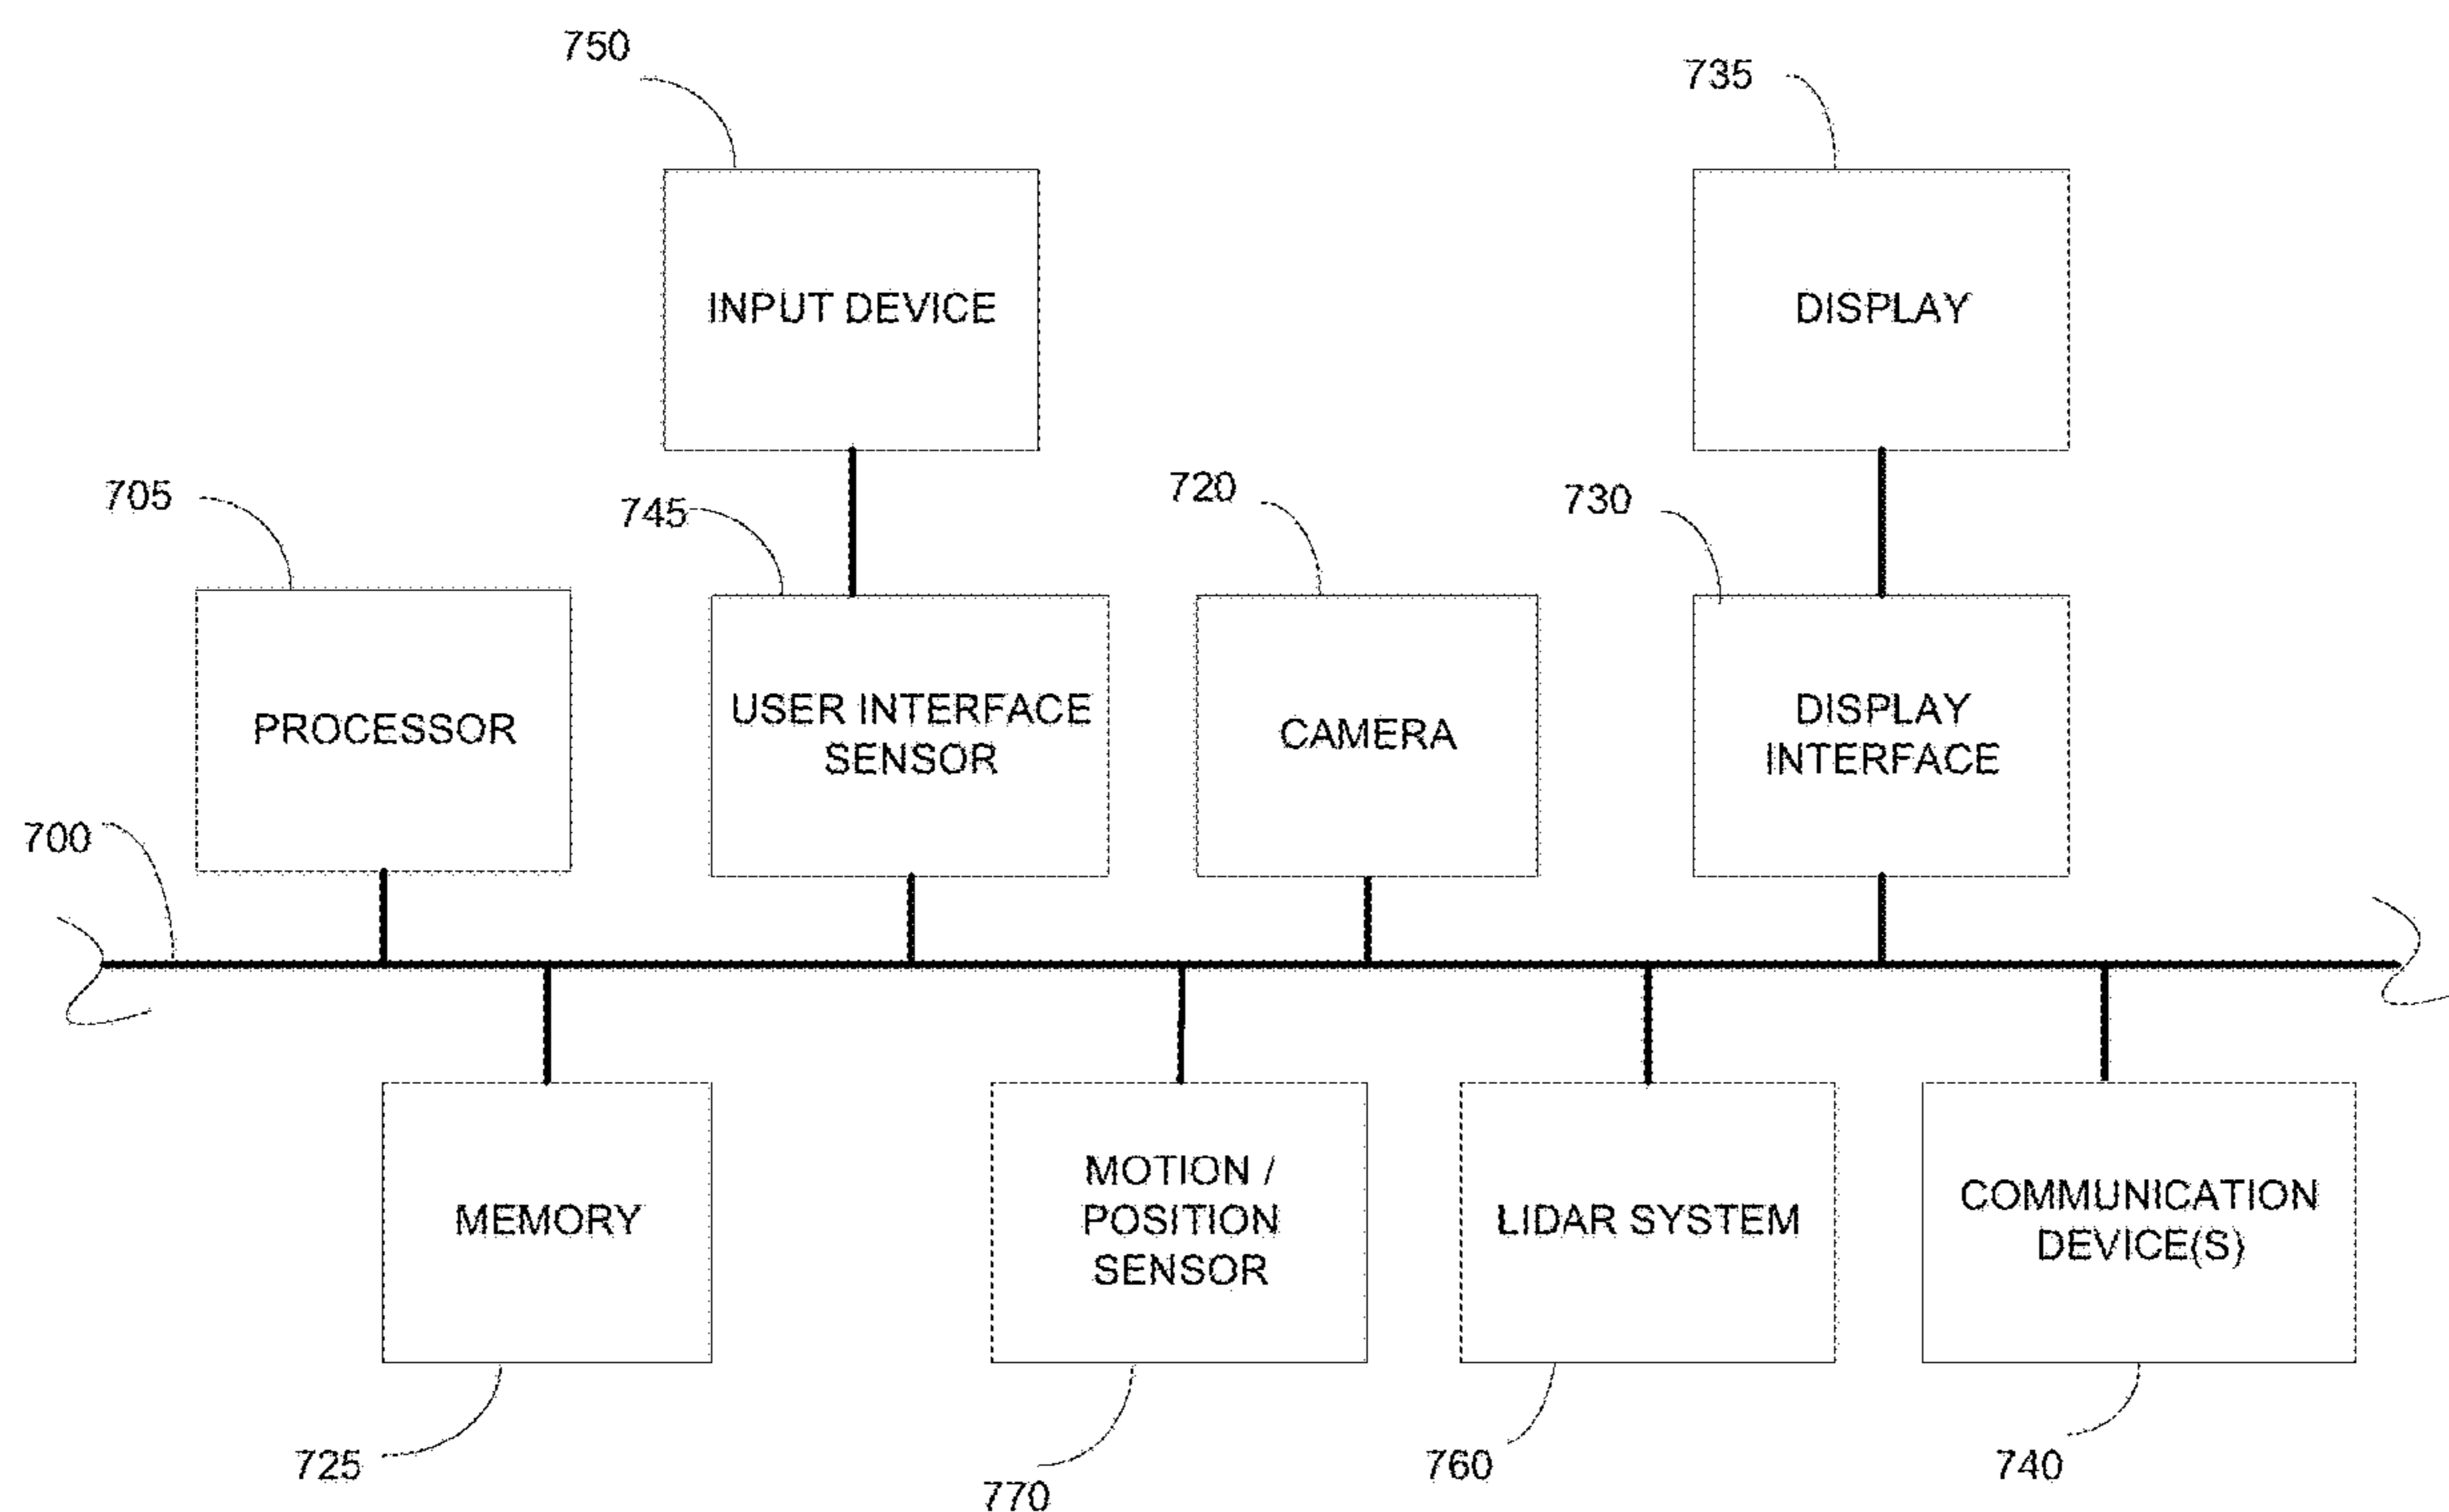 750
735
INPUT DEVICE
DISPLAY
705
745
720
730
PROCESSOR
USER INTERFACE
SENSOR
CAMERA
DISPLAY
INTERFACE
700
MEMORY
MOTION /
POSITION
SENSOR
LIDAR SYSTEM
COMMUNICATION
DEVICE(S)
725
770
760
740